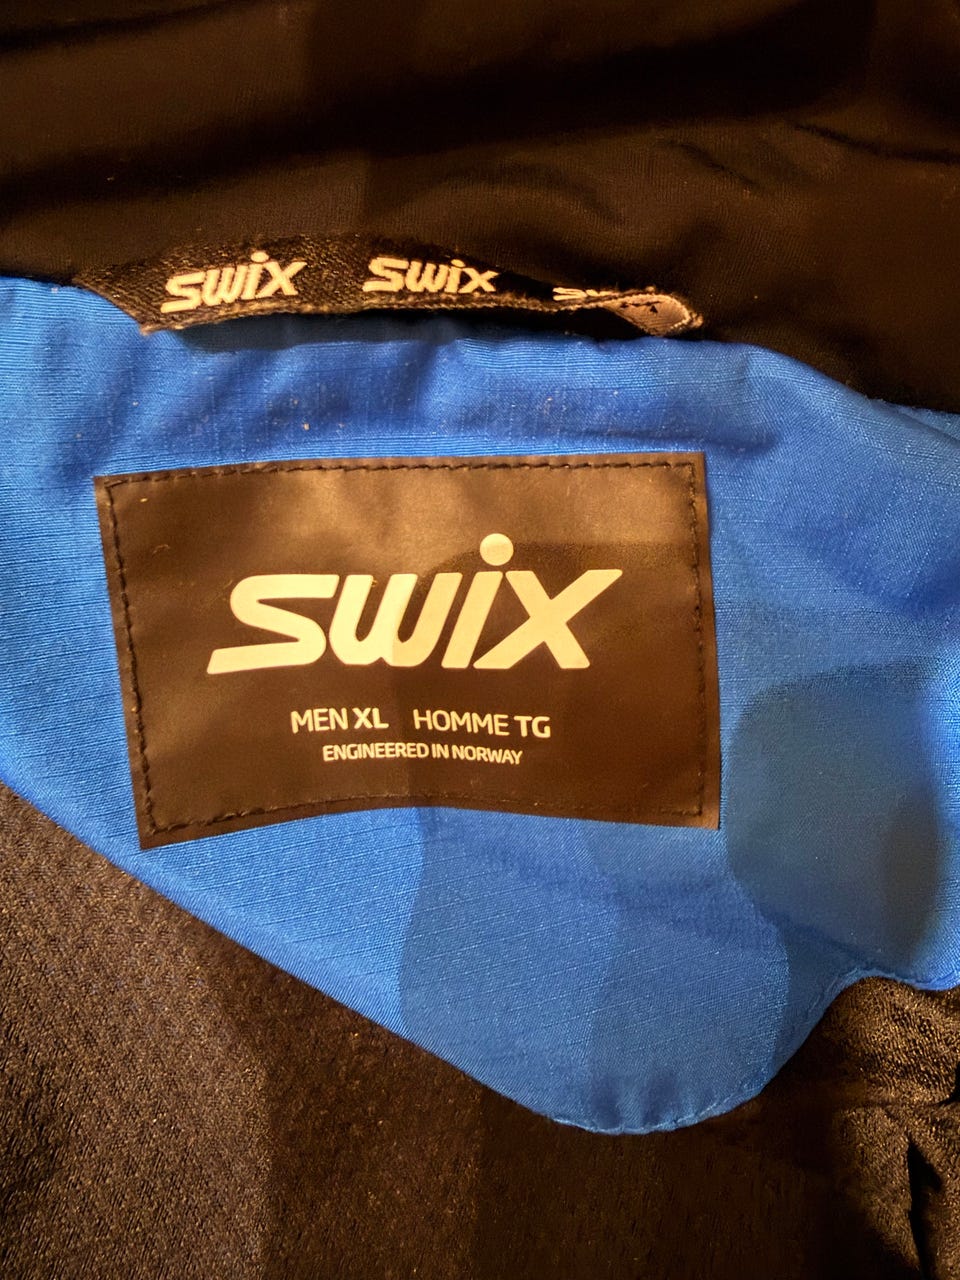 swix swix
swix
MEN XL HOMME TG
ENGINEERED IN NORWAY